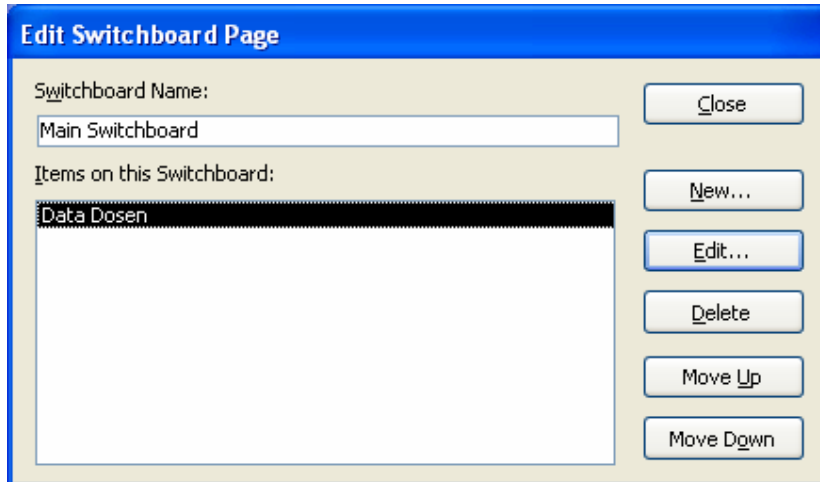 Edit Switchboard Page
Switchboard Name:
Close
Main Switchboard
Items on this Switchboard:
New...
Data Dosen
Edit...
Delete
Move Up
Move Down